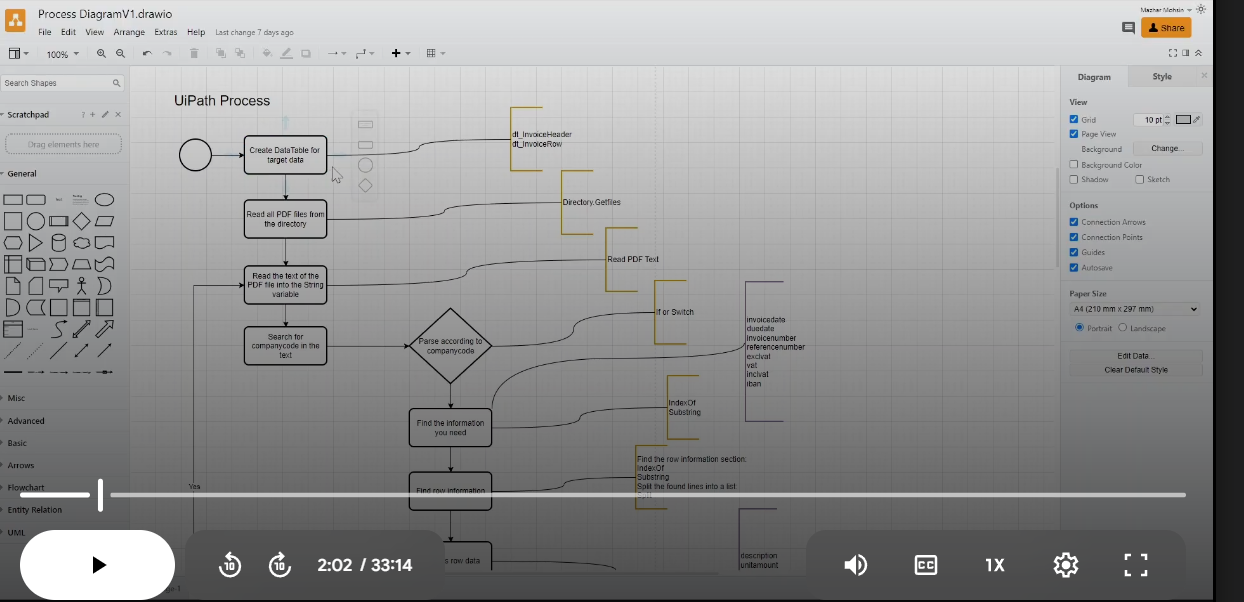 Process DiagramV1.drawio
Mazhar Mohsin
File Edit View Arrange Extras Help Last change 7 days ago
Share
100%
Search Shapes
Scratchpad
Drag elements here
General
Misc
Advanced
Basic
Arrows
Flowchart
Entity Relation
UML
UiPath Process
Create DataTable for
target data
dt_InvoiceHeader
dt_InvoiceRow
Read all PDF files from
the directory
Directory.Getfiles
Read the text of the
PDF file into the String
variable
Read PDF Text
Search for
companycode in the
text
Parse according to
companycode
If or Switch
invoicedate
duedate
invoicenumber
referencenumber
exclvat
vat
inclvat
iban
Find the information
you need
IndexOf
Substring
Find row information
Find the row information section:
IndexOf
Substring
Split the found lines into a list
Yes
row data
description
unitamount
Diagram Style
View
Grid 10 pt
Page View
Background Change...
Background Color
Shadow Sketch
Options
Connection Arrows
Connection Points
Guides
Autosave
Paper Size
A4 (210 mm x 297 mm)
Portrait Landscape
Edit Data...
Clear Default Style
10 10 2:02 / 33:14 CC 1X